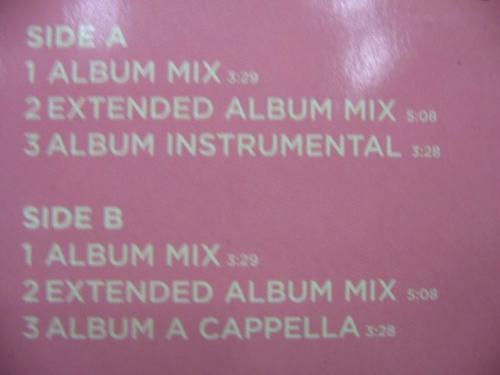 SIDE A
1 ALBUM MIX 3:29
2 EXTENDED ALBUM MIX 5:08
3 ALBUM INSTRUMENTAL 3:28
SIDE B
1 ALBUM MIX 3:29
2 EXTENDED ALBUM MIX 5:08
3 ALBUM A CAPPELLA 3:28